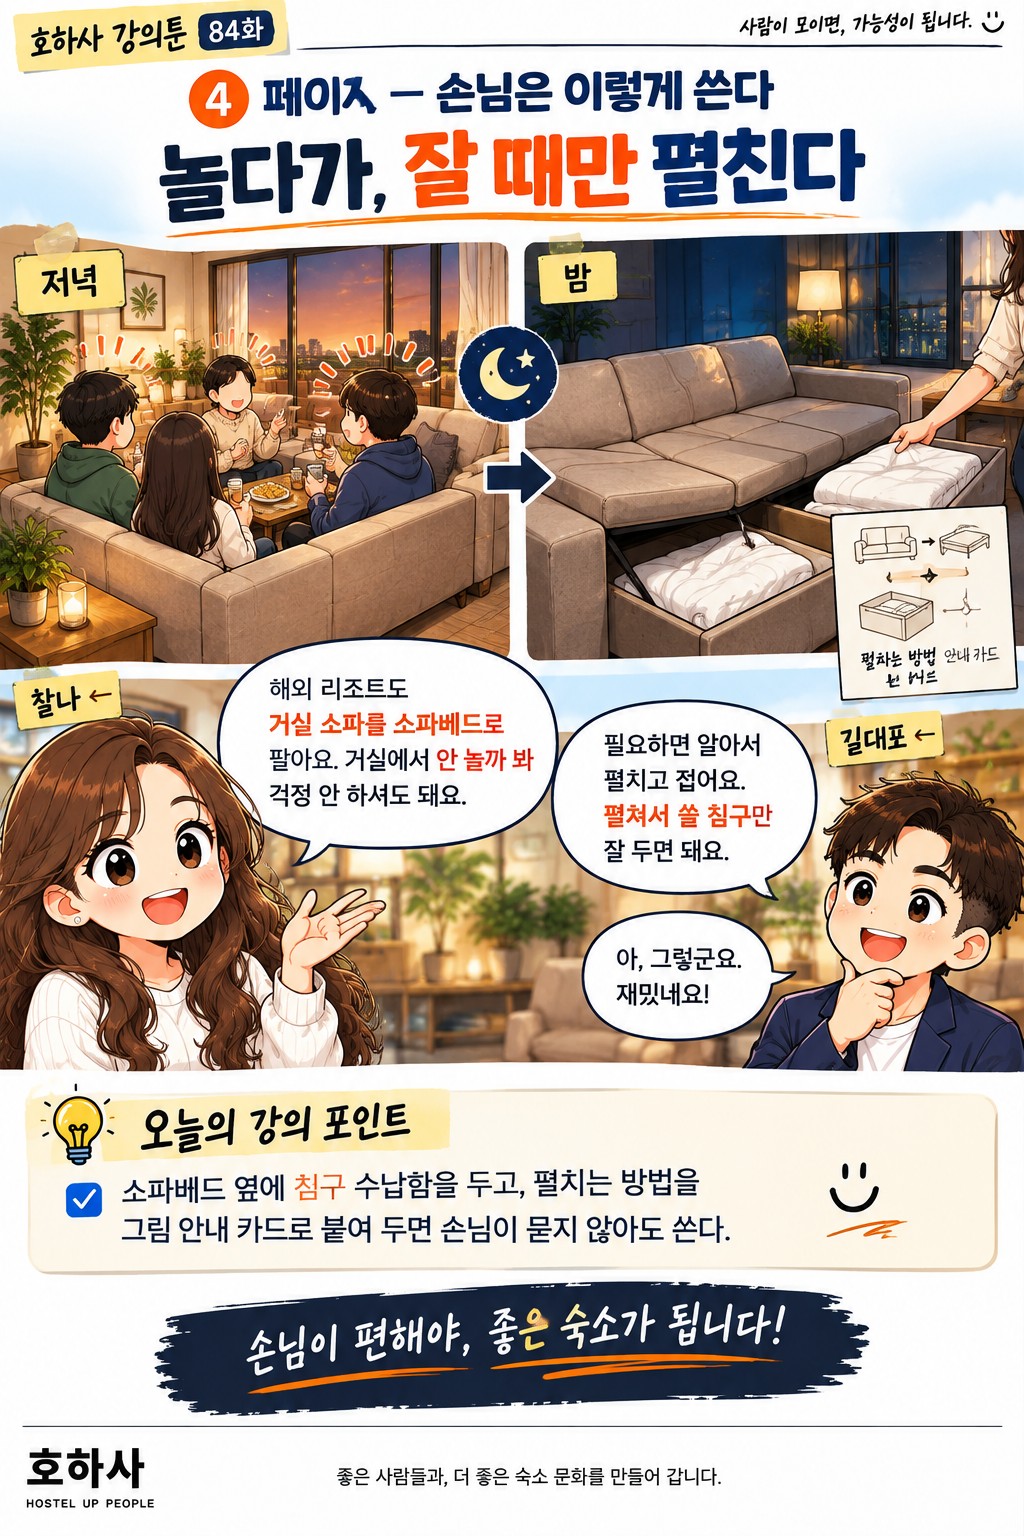 호하사 강의툰 84화
사람이 모이면, 가능성이 됩니다.
4 페이지 – 손님은 이렇게 쓴다
놀다가, 잘 때만 펼친다
저녁
밤
방법 안내 카드
찰나 ←
해외 리조트도
거실 소파를 소파베드로
팔아요. 거실에서 안 놀까 봐
걱정 안 하셔도 돼요.
길대포 ←
필요하면 알아서
펼치고 접어요.
펼쳐서 쓸 침구만
잘 두면 돼요.
아, 그렇군요.
재밌네요!
오늘의 강의 포인트
소파베드 옆에 침구 수납함을 두고, 펼치는 방법을
그림 안내 카드로 붙여 두면 손님이 묻지 않아도 쓴다.
손님이 편해야, 좋은 숙소가 됩니다!
호하사
HOSTEL UP PEOPLE
좋은 사람들과, 더 좋은 숙소 문화를 만들어 갑니다.